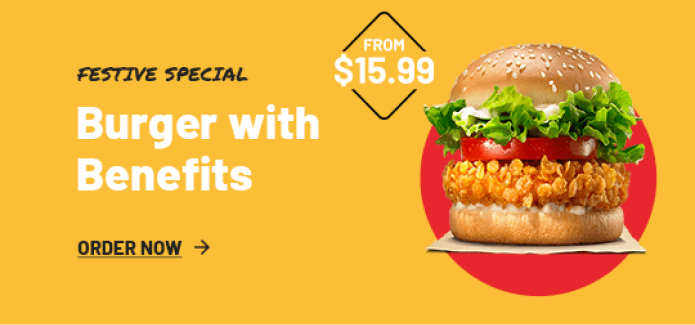 FESTIVE SPECIAL
Burger with
Benefits
ORDER NOW
FROM
$15.99